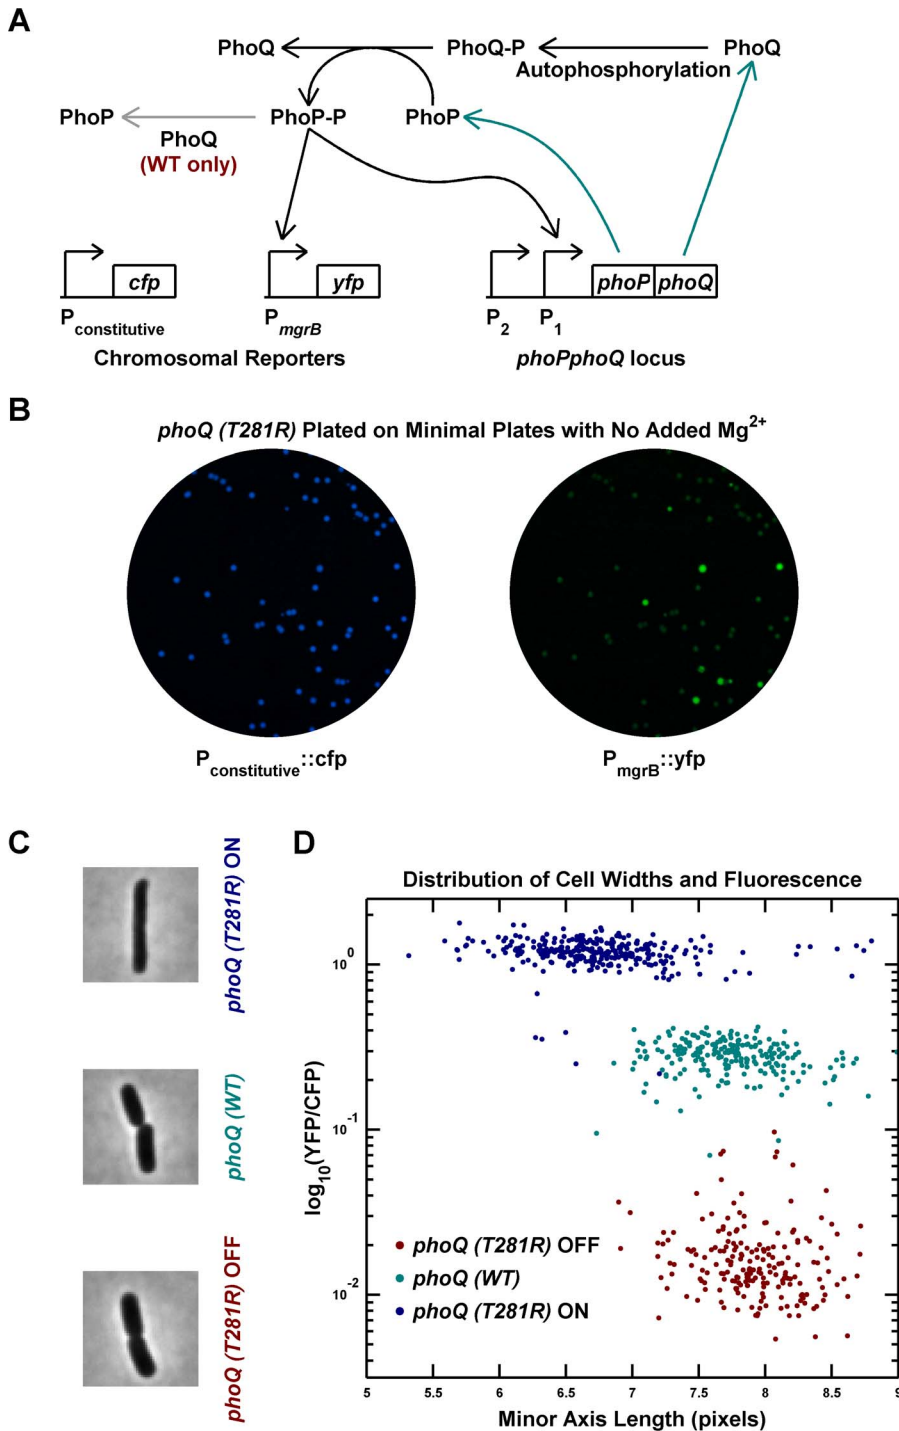 A
PhoQ
PhoQ-P
PhoQ
Autophosphorylation
PhoP
PhoP-P
PhoP
PhoQ
(WT only)
cfp
yfp
phoP
phoQ
Pconstitutive
PmgrB
P2
P1
Chromosomal Reporters
phoPphoQ locus
B
phoQ (T281R) Plated on Minimal Plates with No Added Mg2+
Pconstitutive::cfp
PmgrB::yfp
C
phoQ (T281R) ON
phoQ (WT)
phoQ (T281R) OFF
D
Distribution of Cell Widths and Fluorescence
log10(YFP/CFP)
10^0
10^-1
10^-2
phoQ (T281R) OFF
phoQ (WT)
phoQ (T281R) ON
5 5.5 6 6.5 7 7.5 8 8.5 9
Minor Axis Length (pixels)